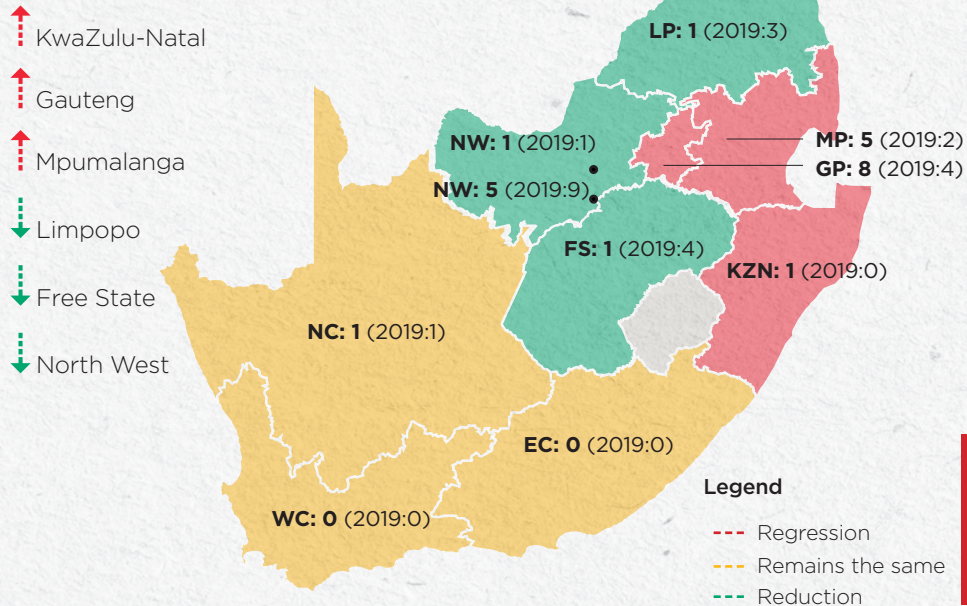 KwaZulu-Natal
Gauteng
Mpumalanga
Limpopo
Free State
North West
LP: 1 (2019:3)
NW: 1 (2019:1)
MP: 5 (2019:2)
GP: 8 (2019:4)
NW: 5 (2019:9)
FS: 1 (2019:4)
KZN: 1 (2019:0)
NC: 1 (2019:1)
EC: 0 (2019:0)
WC: 0 (2019:0)
Legend
Regression
Remains the same
Reduction